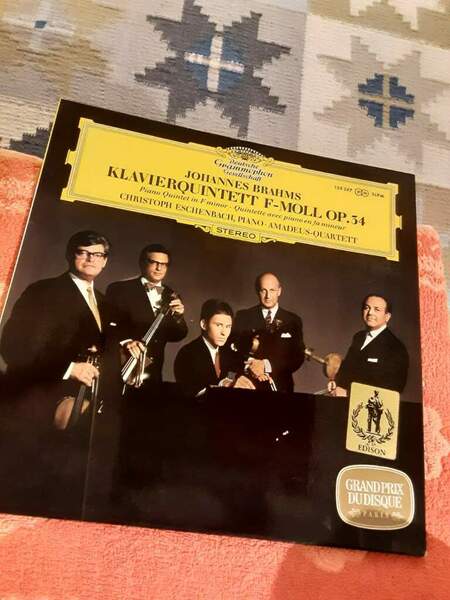 Deutsche
Grammophon
Gesellschaft
JOHANNES BRAHMS
KLAVIERQUINTETT F-MOLL OP. 34
Piano Quintet in F minor · Quintette avec piano en fa mineur
CHRISTOPH ESCHENBACH, PIANO · AMADEUS-QUARTETT
STEREO
EDISON
GRAND PRIX
DU DISQUE
PARIS